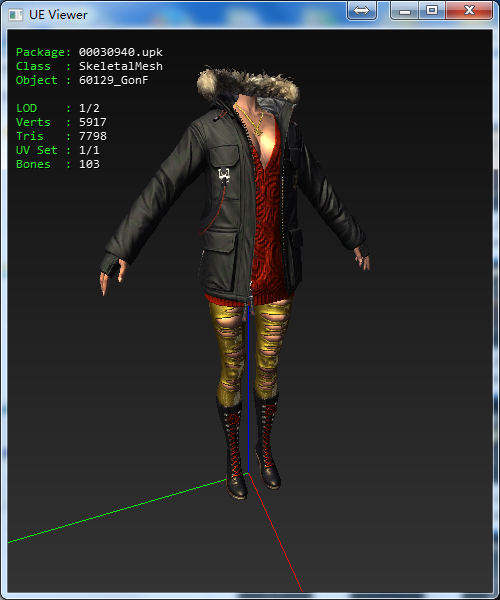 UE Viewer
Package: 00030940.upk
Class : SkeletalMesh
Object : 60129_GonF
LOD : 1/2
Verts : 5917
Tris : 7798
UV Set : 1/1
Bones : 103